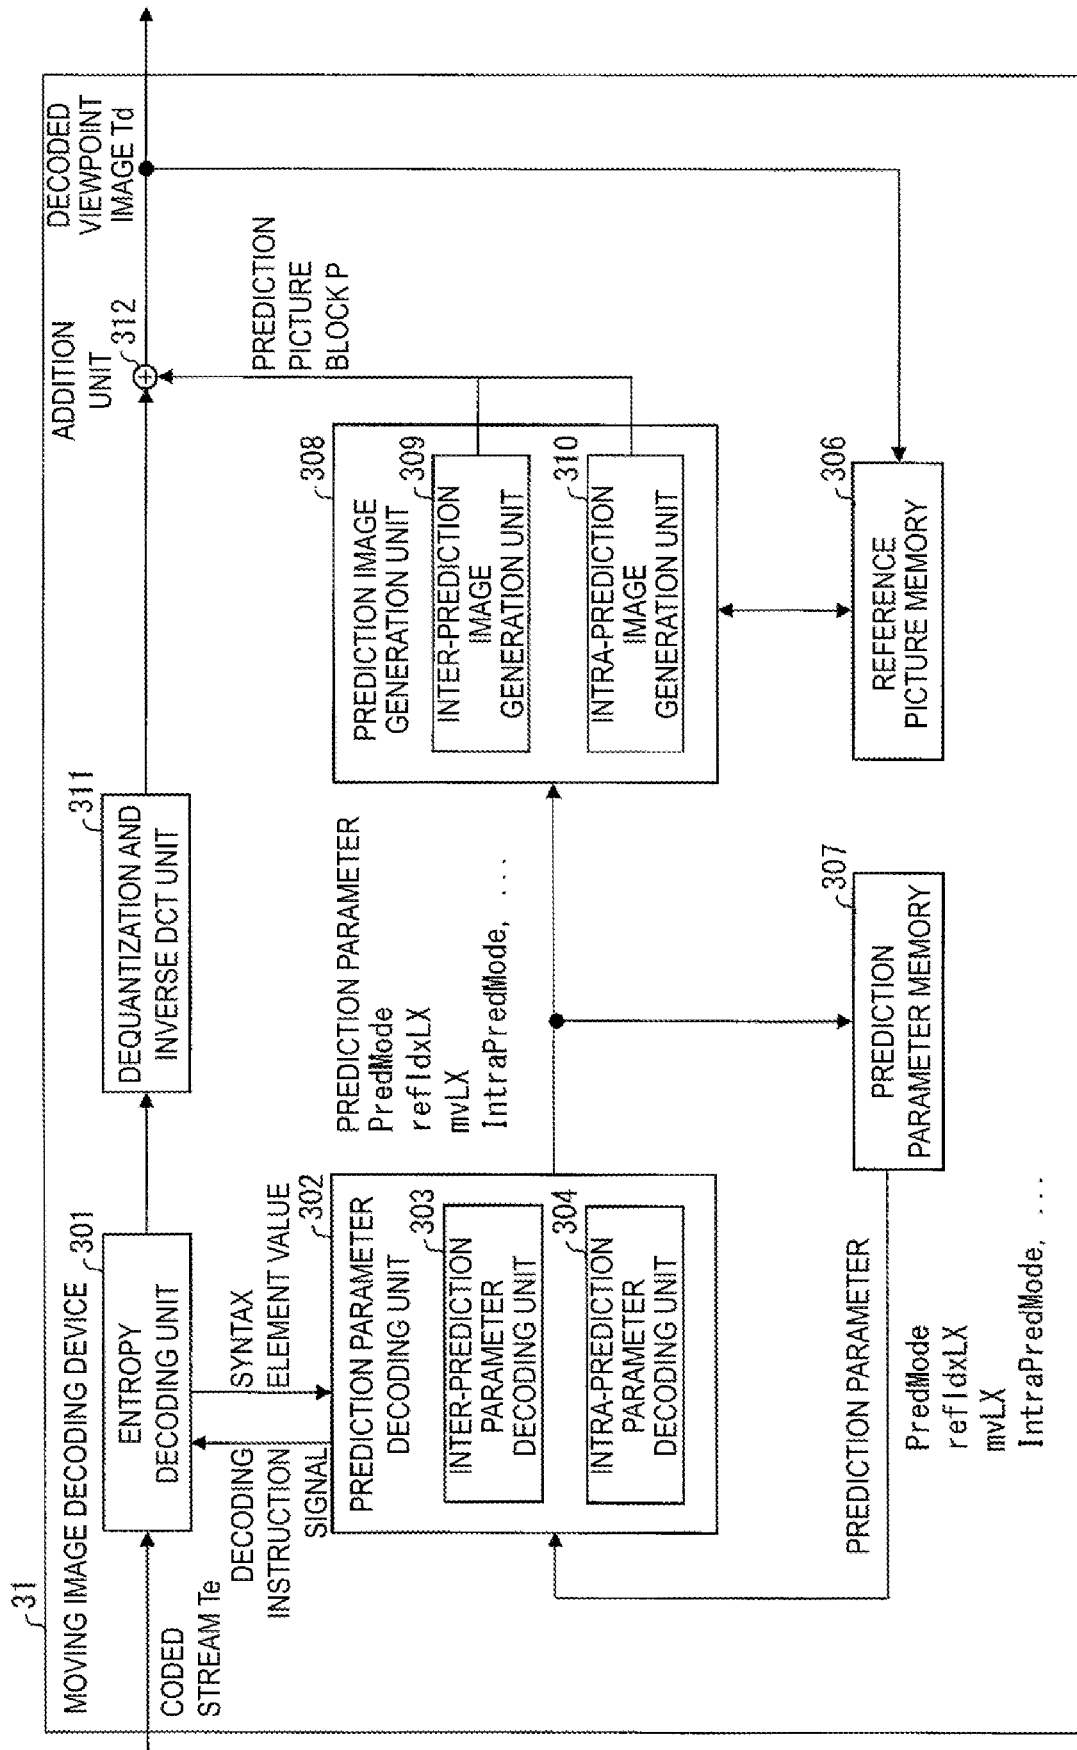 31
MOVING IMAGE DECODING DEVICE
CODED
STREAM Te
301
ENTROPY
DECODING UNIT
311
DEQUANTIZATION AND
INVERSE DCT UNIT
ADDITION
UNIT
312
+
DECODED
VIEWPOINT
IMAGE Td
DECODING
INSTRUCTION
SIGNAL
SYNTAX
ELEMENT VALUE
302
PREDICTION PARAMETER
DECODING UNIT
303
INTER-PREDICTION
PARAMETER
DECODING UNIT
304
INTRA-PREDICTION
PARAMETER
DECODING UNIT
PREDICTION PARAMETER
PredMode
refIdxLX
mvLX
IntraPredMode, ...
308
PREDICTION IMAGE
GENERATION UNIT
309
INTER-PREDICTION
IMAGE
GENERATION UNIT
310
INTRA-PREDICTION
IMAGE
GENERATION UNIT
PREDICTION
PICTURE
BLOCK P
PREDICTION PARAMETER
PredMode
refIdxLX
mvLX
IntraPredMode, ...
307
PREDICTION
PARAMETER MEMORY
306
REFERENCE
PICTURE MEMORY